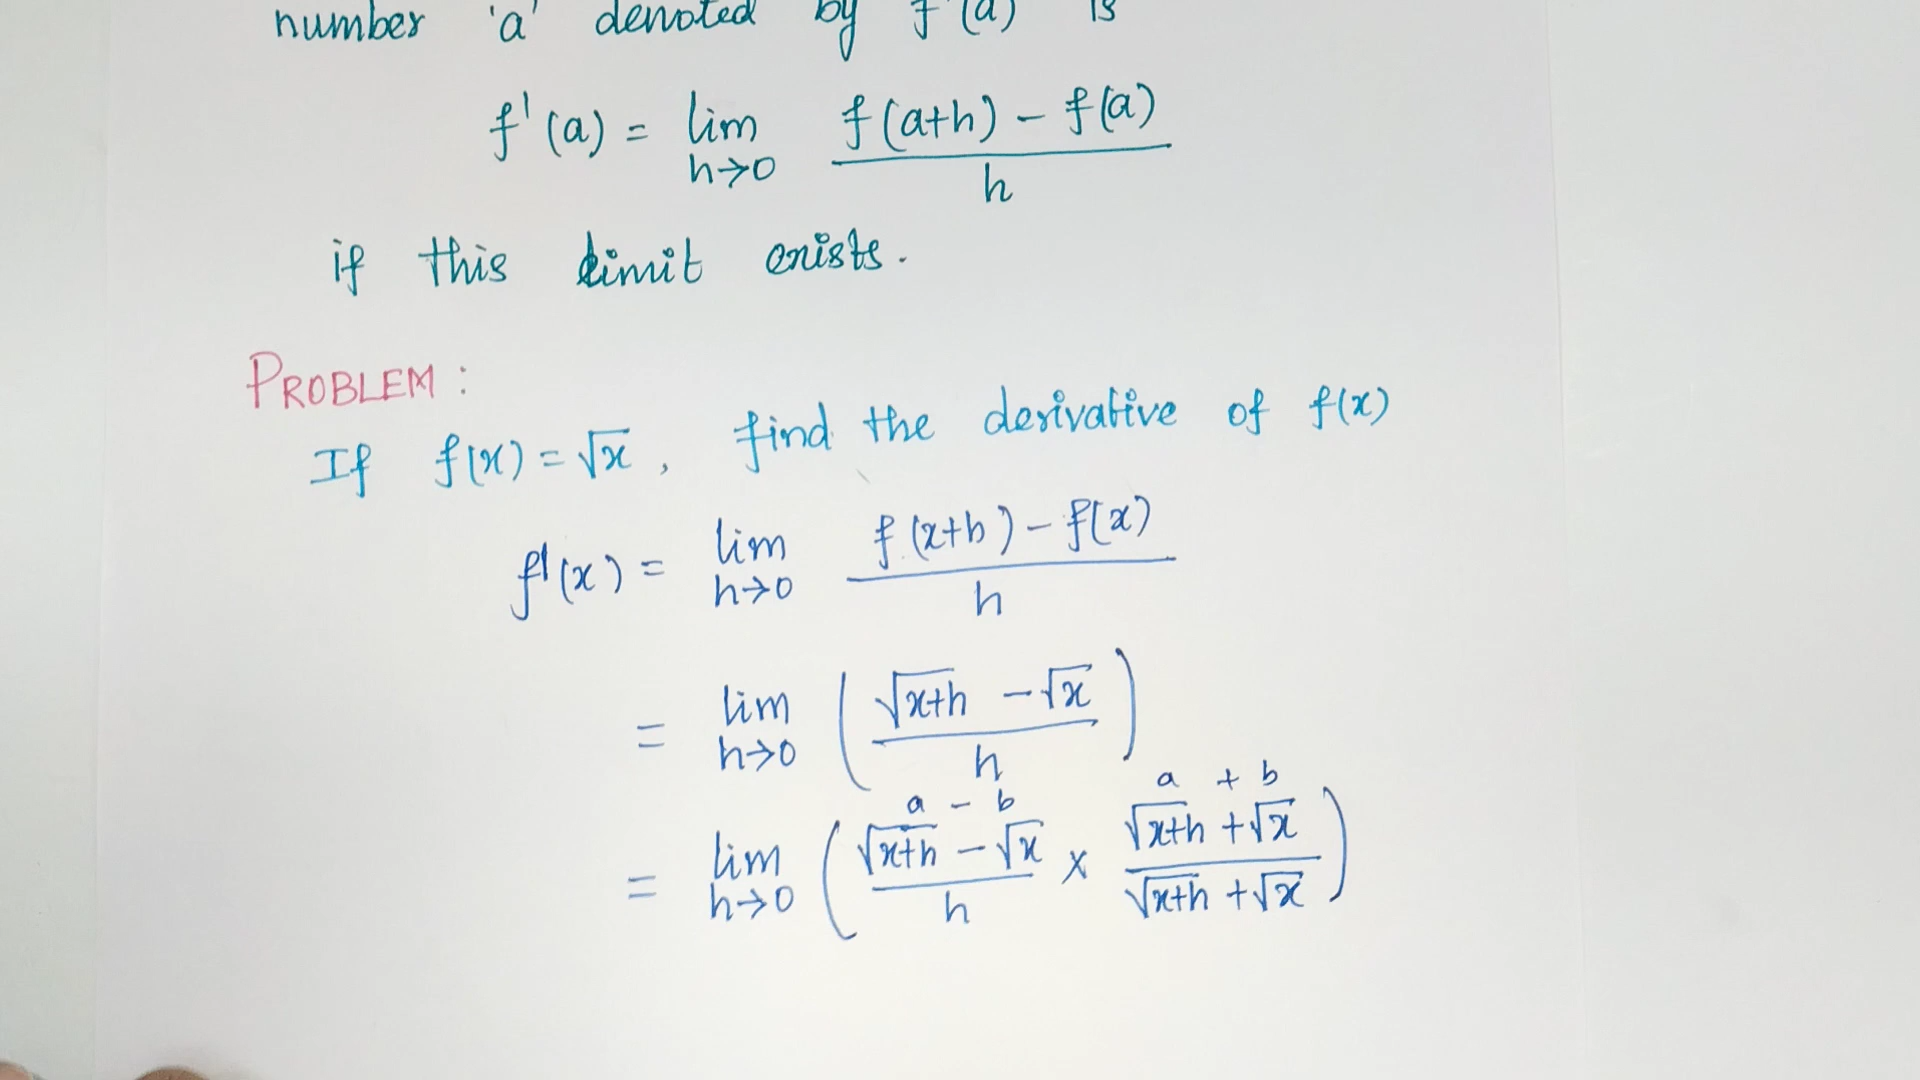 number 'a' denoted by f'(a) is
f'(a) = lim h→0 f(a+h) - f(a) / h
if this limit exists.
PROBLEM :
If f(x) = √x , find the derivative of f(x)
f'(x) = lim h→0 f(x+h) - f(x) / h
= lim h→0 ( √x+h - √x / h )
a - b a + b
= lim h→0 ( √x+h - √x / h × √x+h + √x / √x+h + √x )